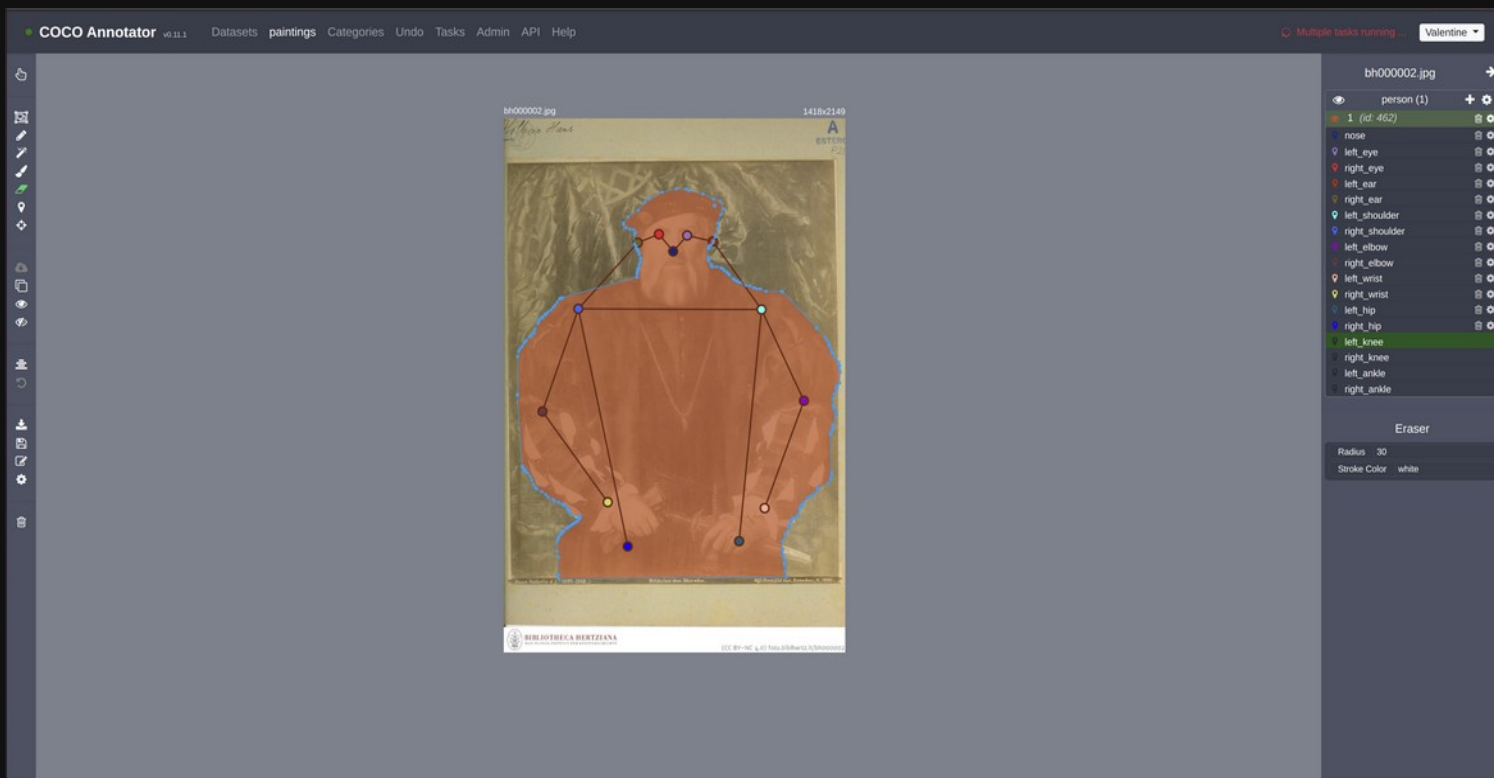 COCO Annotator v0.11.1 Datasets paintings Categories Undo Tasks Admin API Help Multiple tasks running ... Valentine
bh000002.jpg 1418x2149
A
BIBLIOTHECA HERTZIANA
bh000002.jpg
person (1)
1 (id: 462)
nose
left_eye
right_eye
left_ear
right_ear
left_shoulder
right_shoulder
left_elbow
right_elbow
left_wrist
right_wrist
left_hip
right_hip
left_knee
right_knee
left_ankle
right_ankle
Eraser
Radius 30
Stroke Color white